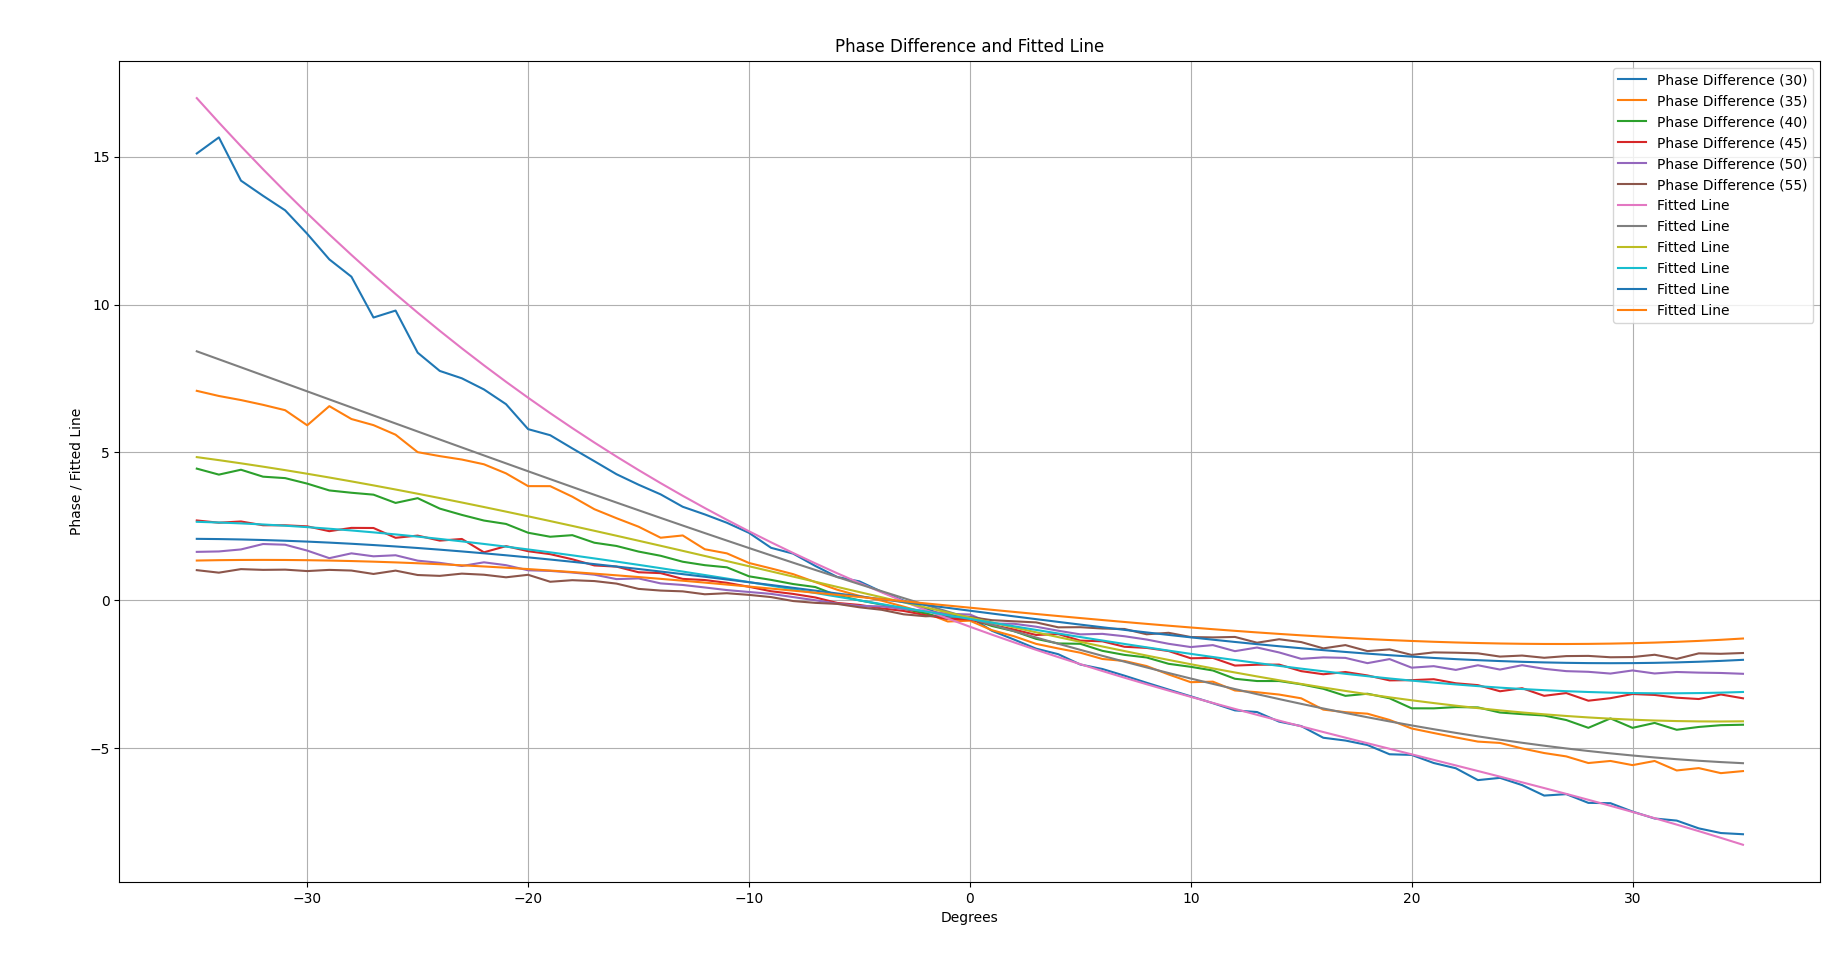 Phase Difference and Fitted Line
Phase Difference (30)
Phase Difference (35)
Phase Difference (40)
Phase Difference (45)
Phase Difference (50)
Phase Difference (55)
Fitted Line
Fitted Line
Fitted Line
Fitted Line
Fitted Line
Fitted Line
Phase / Fitted Line
15
10
5
0
−5
−30
−20
−10
0
10
20
30
Degrees